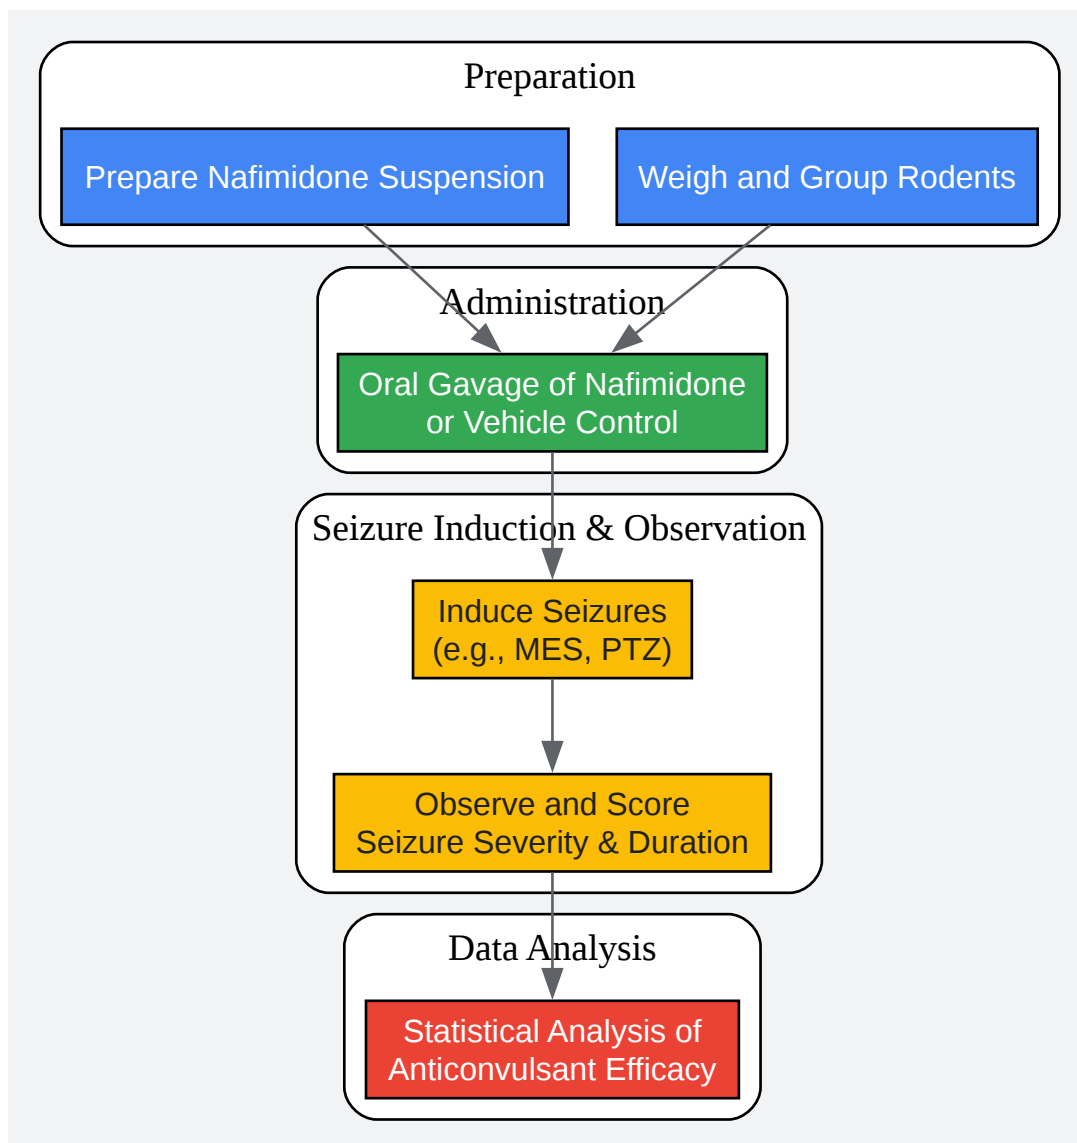 Preparation
Prepare Nafimidone Suspension
Weigh and Group Rodents
Administration
Oral Gavage of Nafimidone
or Vehicle Control
Seizure Induction & Observation
Induce Seizures
(e.g., MES, PTZ)
Observe and Score
Seizure Severity & Duration
Data Analysis
Statistical Analysis of
Anticonvulsant Efficacy